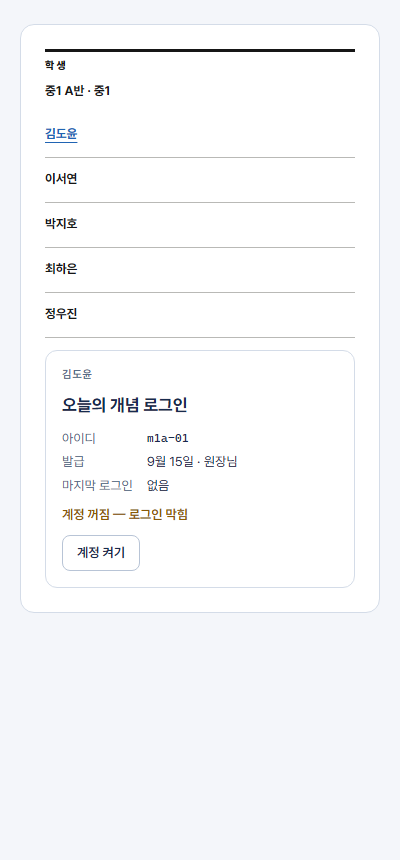 학생
중1 A반 · 중1
김도윤
이서연
박지호
최하은
정우진
김도윤
오늘의 개념 로그인
아이디 m1a-01
발급 9월 15일 · 원장님
마지막 로그인 없음
계정 꺼짐 — 로그인 막힘
계정 켜기